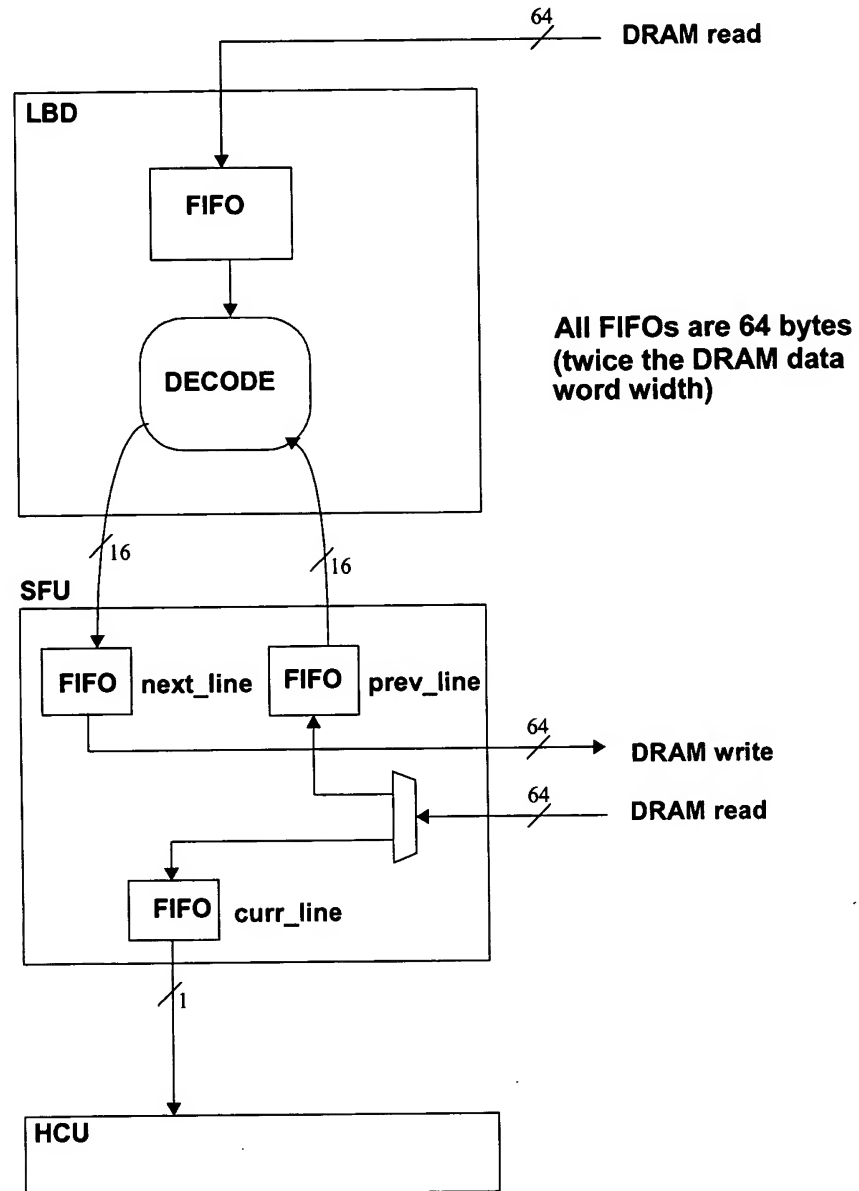 64
DRAM read
LBD
FIFO
DECODE
All FIFOs are 64 bytes
(twice the DRAM data
word width)
16
16
SFU
FIFO
next_line
FIFO
prev_line
64
DRAM write
64
DRAM read
FIFO
curr_line
1
HCU